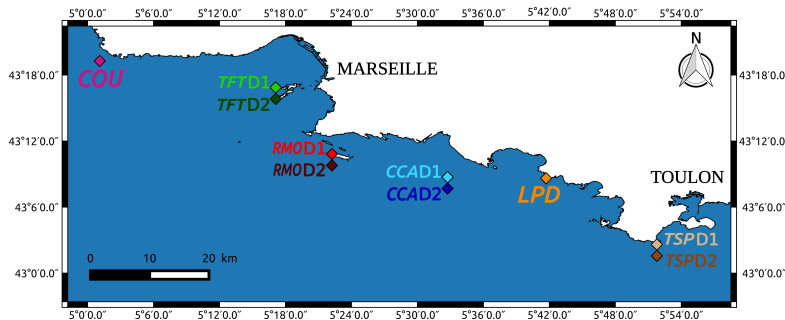 5°0′0.0″ 5°6′0.0″ 5°12′0.0″ 5°18′0.0″ 5°24′0.0″ 5°30′0.0″ 5°36′0.0″ 5°42′0.0″ 5°48′0.0″ 5°54′0.0″
N
MARSEILLE
COU
43°18′0.0″ 43°18′0.0″
TFTD1
TFTD2
43°12′0.0″ 43°12′0.0″
RMOD1
RMOD2
CCAD1
CCAD2
LPD
TOULON
43°6′0.0″ 43°6′0.0″
TSPD1
TSPD2
0 10 20 km
43°0′0.0″ 43°0′0.0″
5°0′0.0″ 5°6′0.0″ 5°12′0.0″ 5°18′0.0″ 5°24′0.0″ 5°30′0.0″ 5°36′0.0″ 5°42′0.0″ 5°48′0.0″ 5°54′0.0″